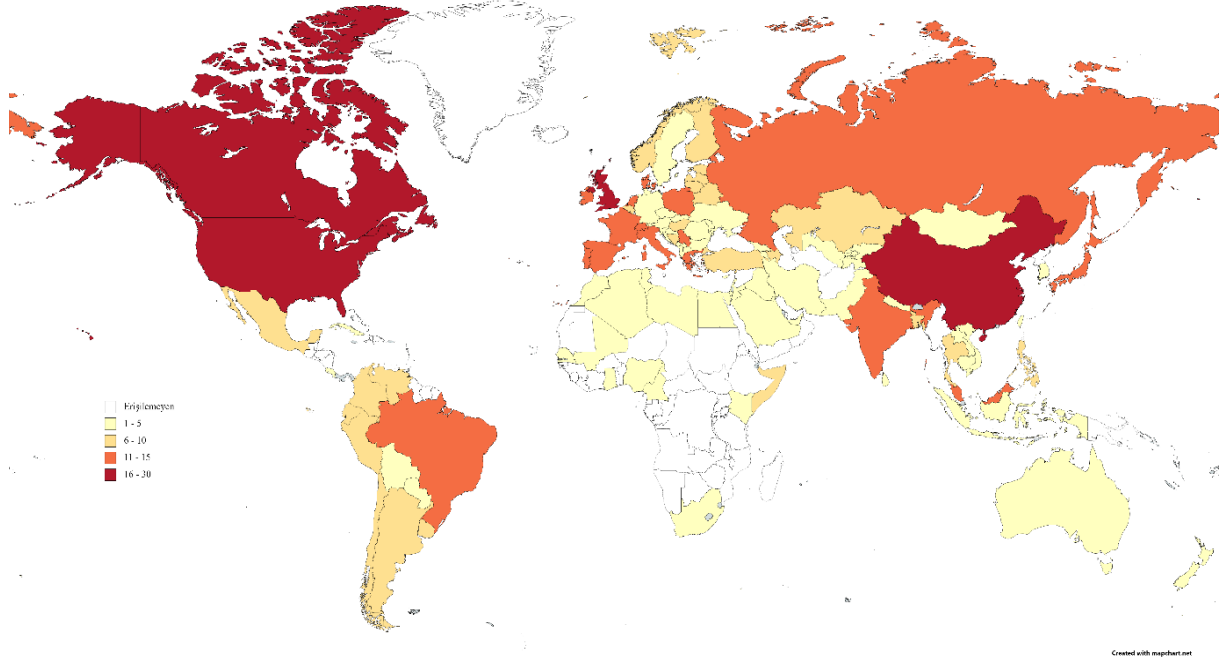 Erişilemeyen
1 - 5
6 - 10
11 - 15
16 - 30
Created with mapchart.net